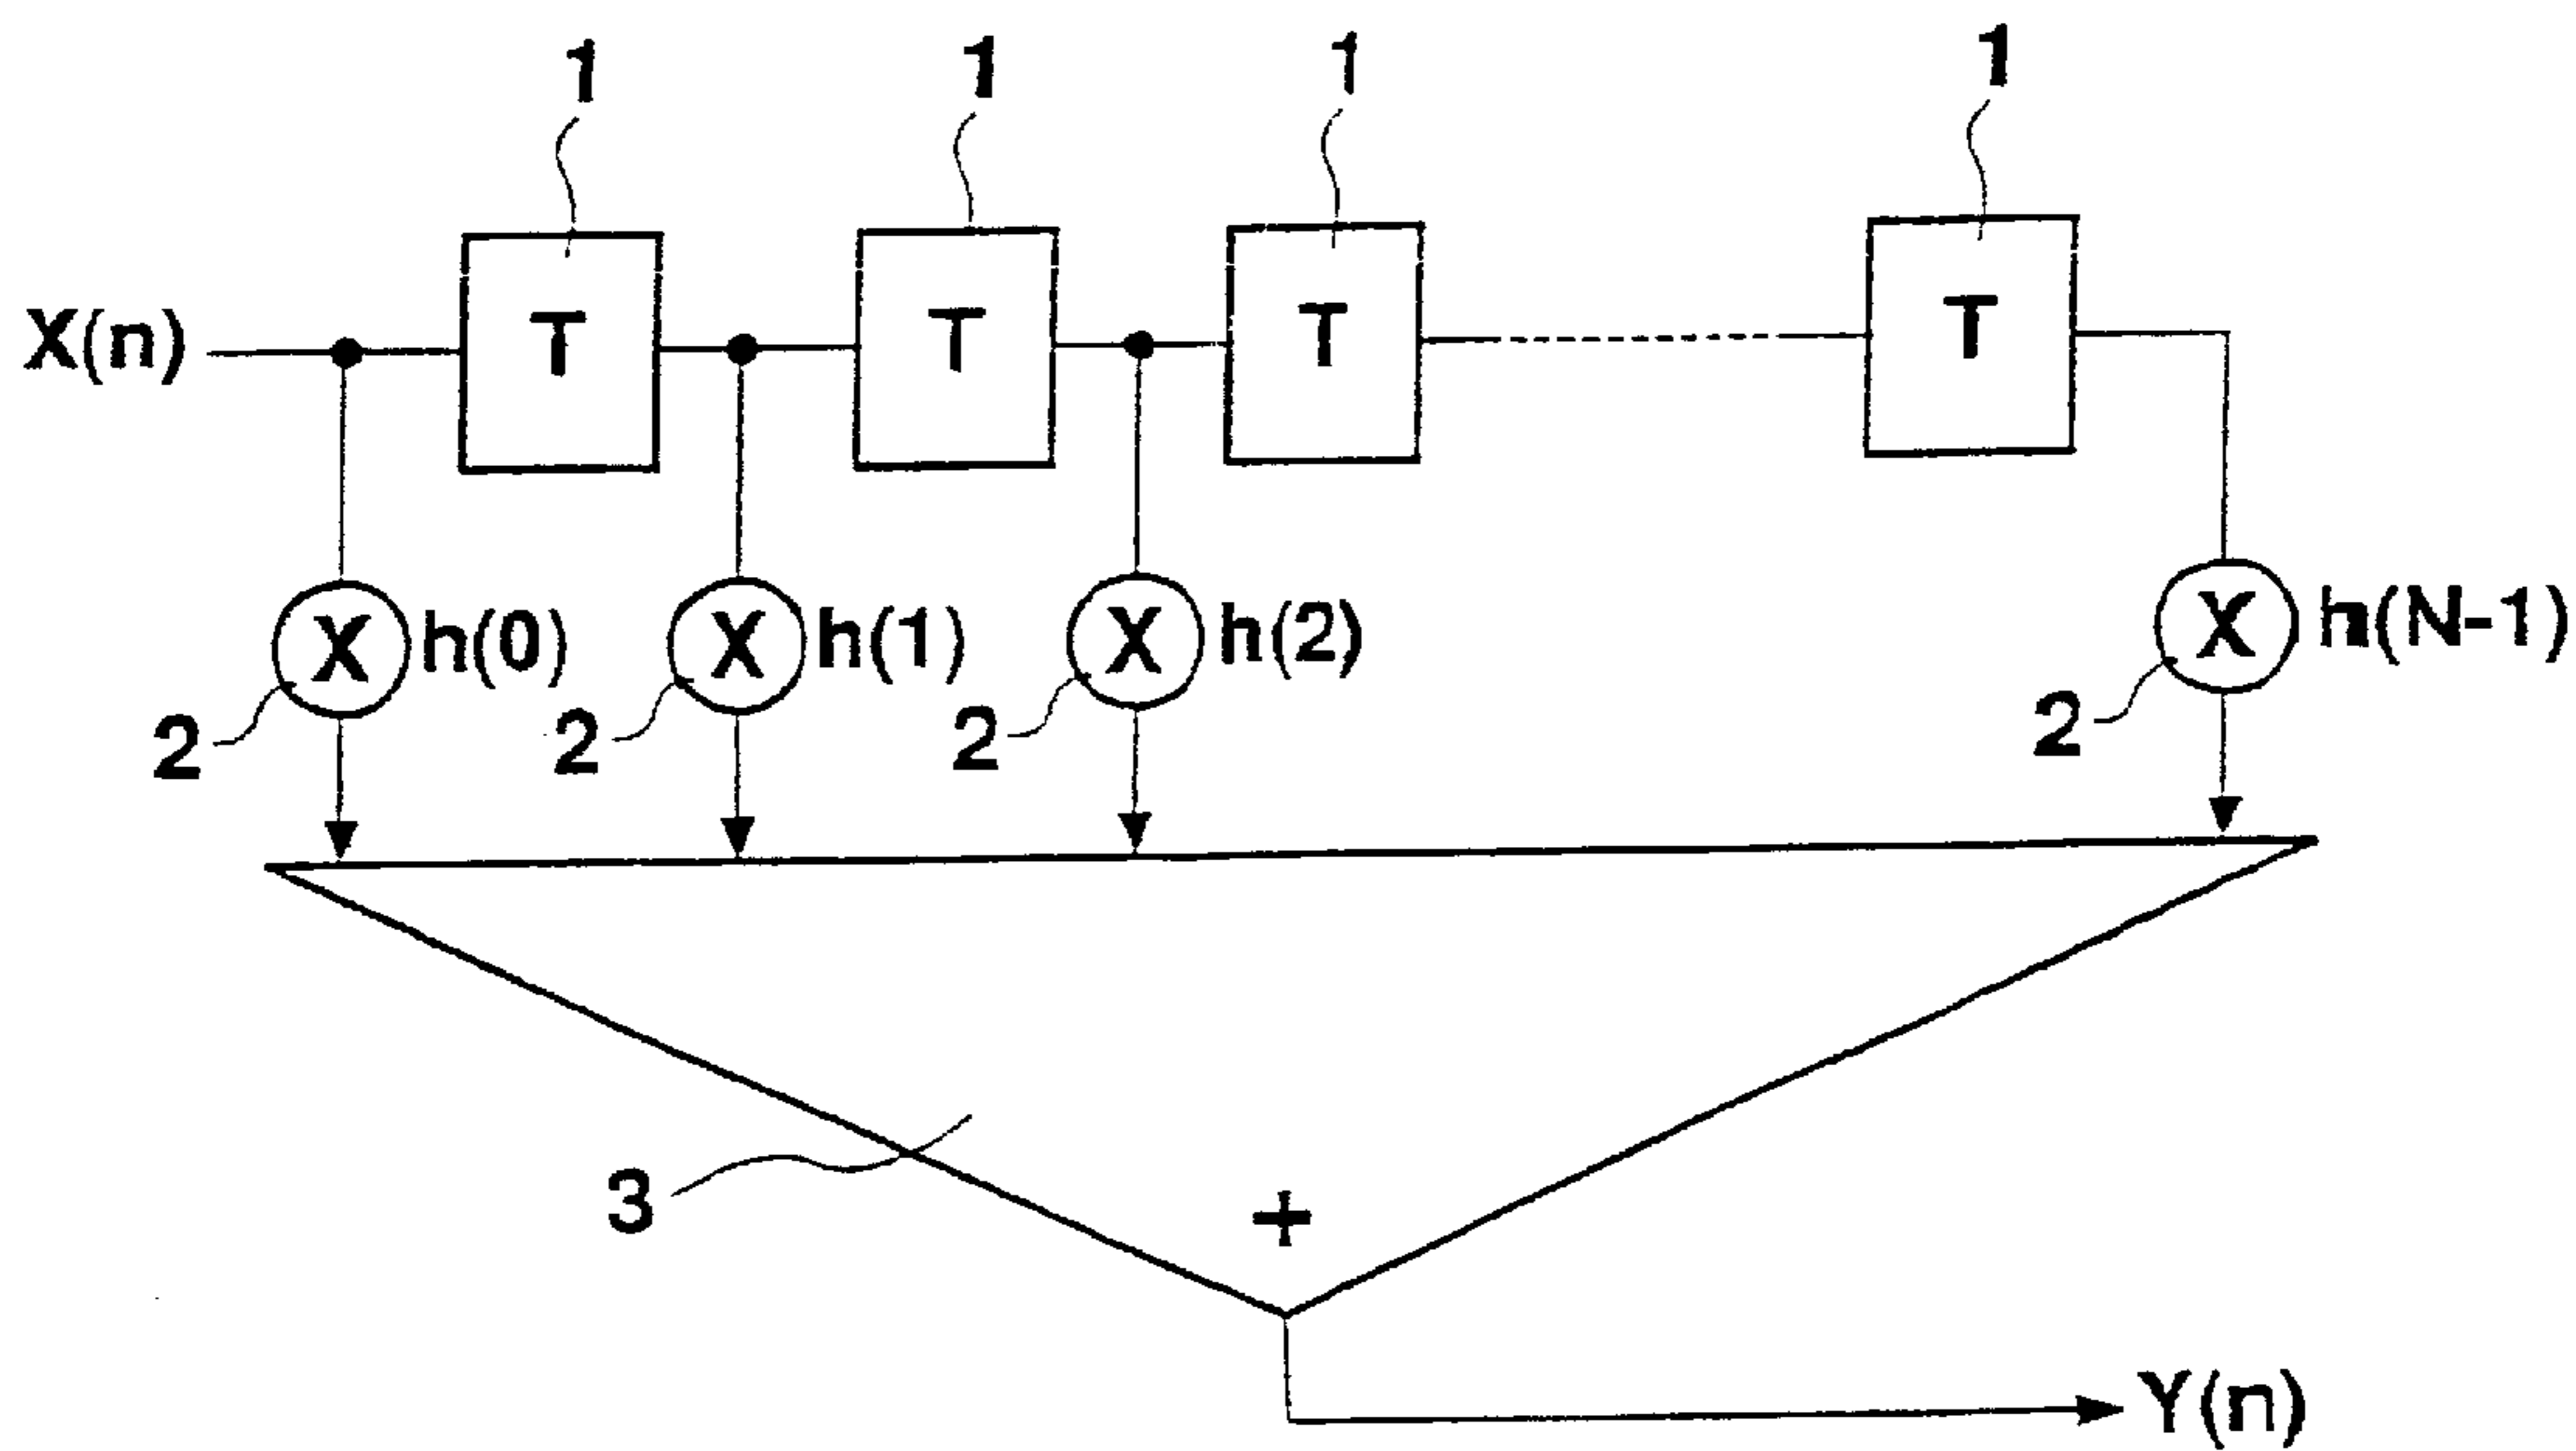 1 1 1 1
X(n) T T T T
X h(0) X h(1) X h(2) X h(N-1)
2 2 2 2
3
+
Y(n)